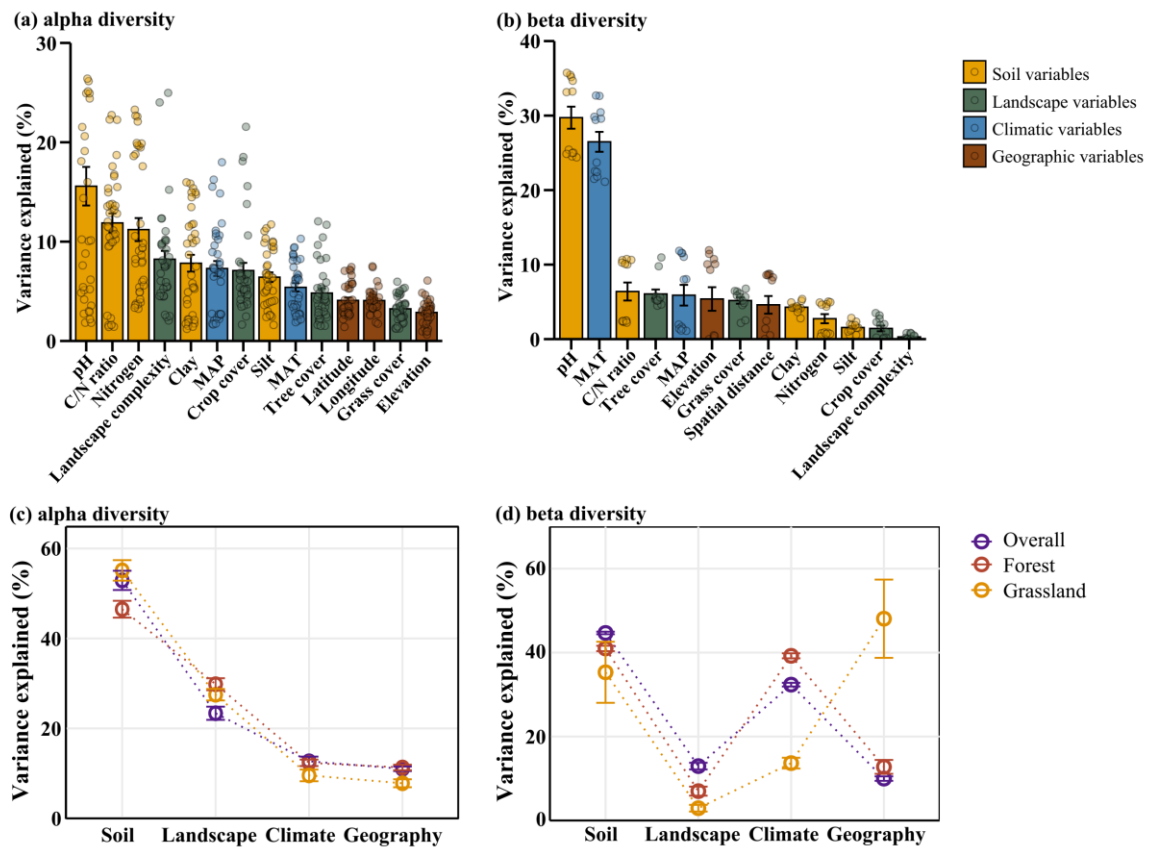 (a) alpha diversity
Variance explained (%)
30
20
10
0
pH
C/N ratio
Nitrogen
Landscape complexity
Clay
MAP
Crop cover
Silt
MAT
Tree cover
Latitude
Longitude
Grass cover
Elevation
(b) beta diversity
Variance explained (%)
40
30
20
10
0
pH
MAT
C/N ratio
Tree cover
MAP
Elevation
Grass cover
Spatial distance
Clay
Nitrogen
Silt
Crop cover
Landscape complexity
Soil variables
Landscape variables
Climatic variables
Geographic variables
(c) alpha diversity
Variance explained (%)
60
40
20
0
Soil
Landscape
Climate
Geography
(d) beta diversity
Variance explained (%)
60
40
20
0
Soil
Landscape
Climate
Geography
Overall
Forest
Grassland